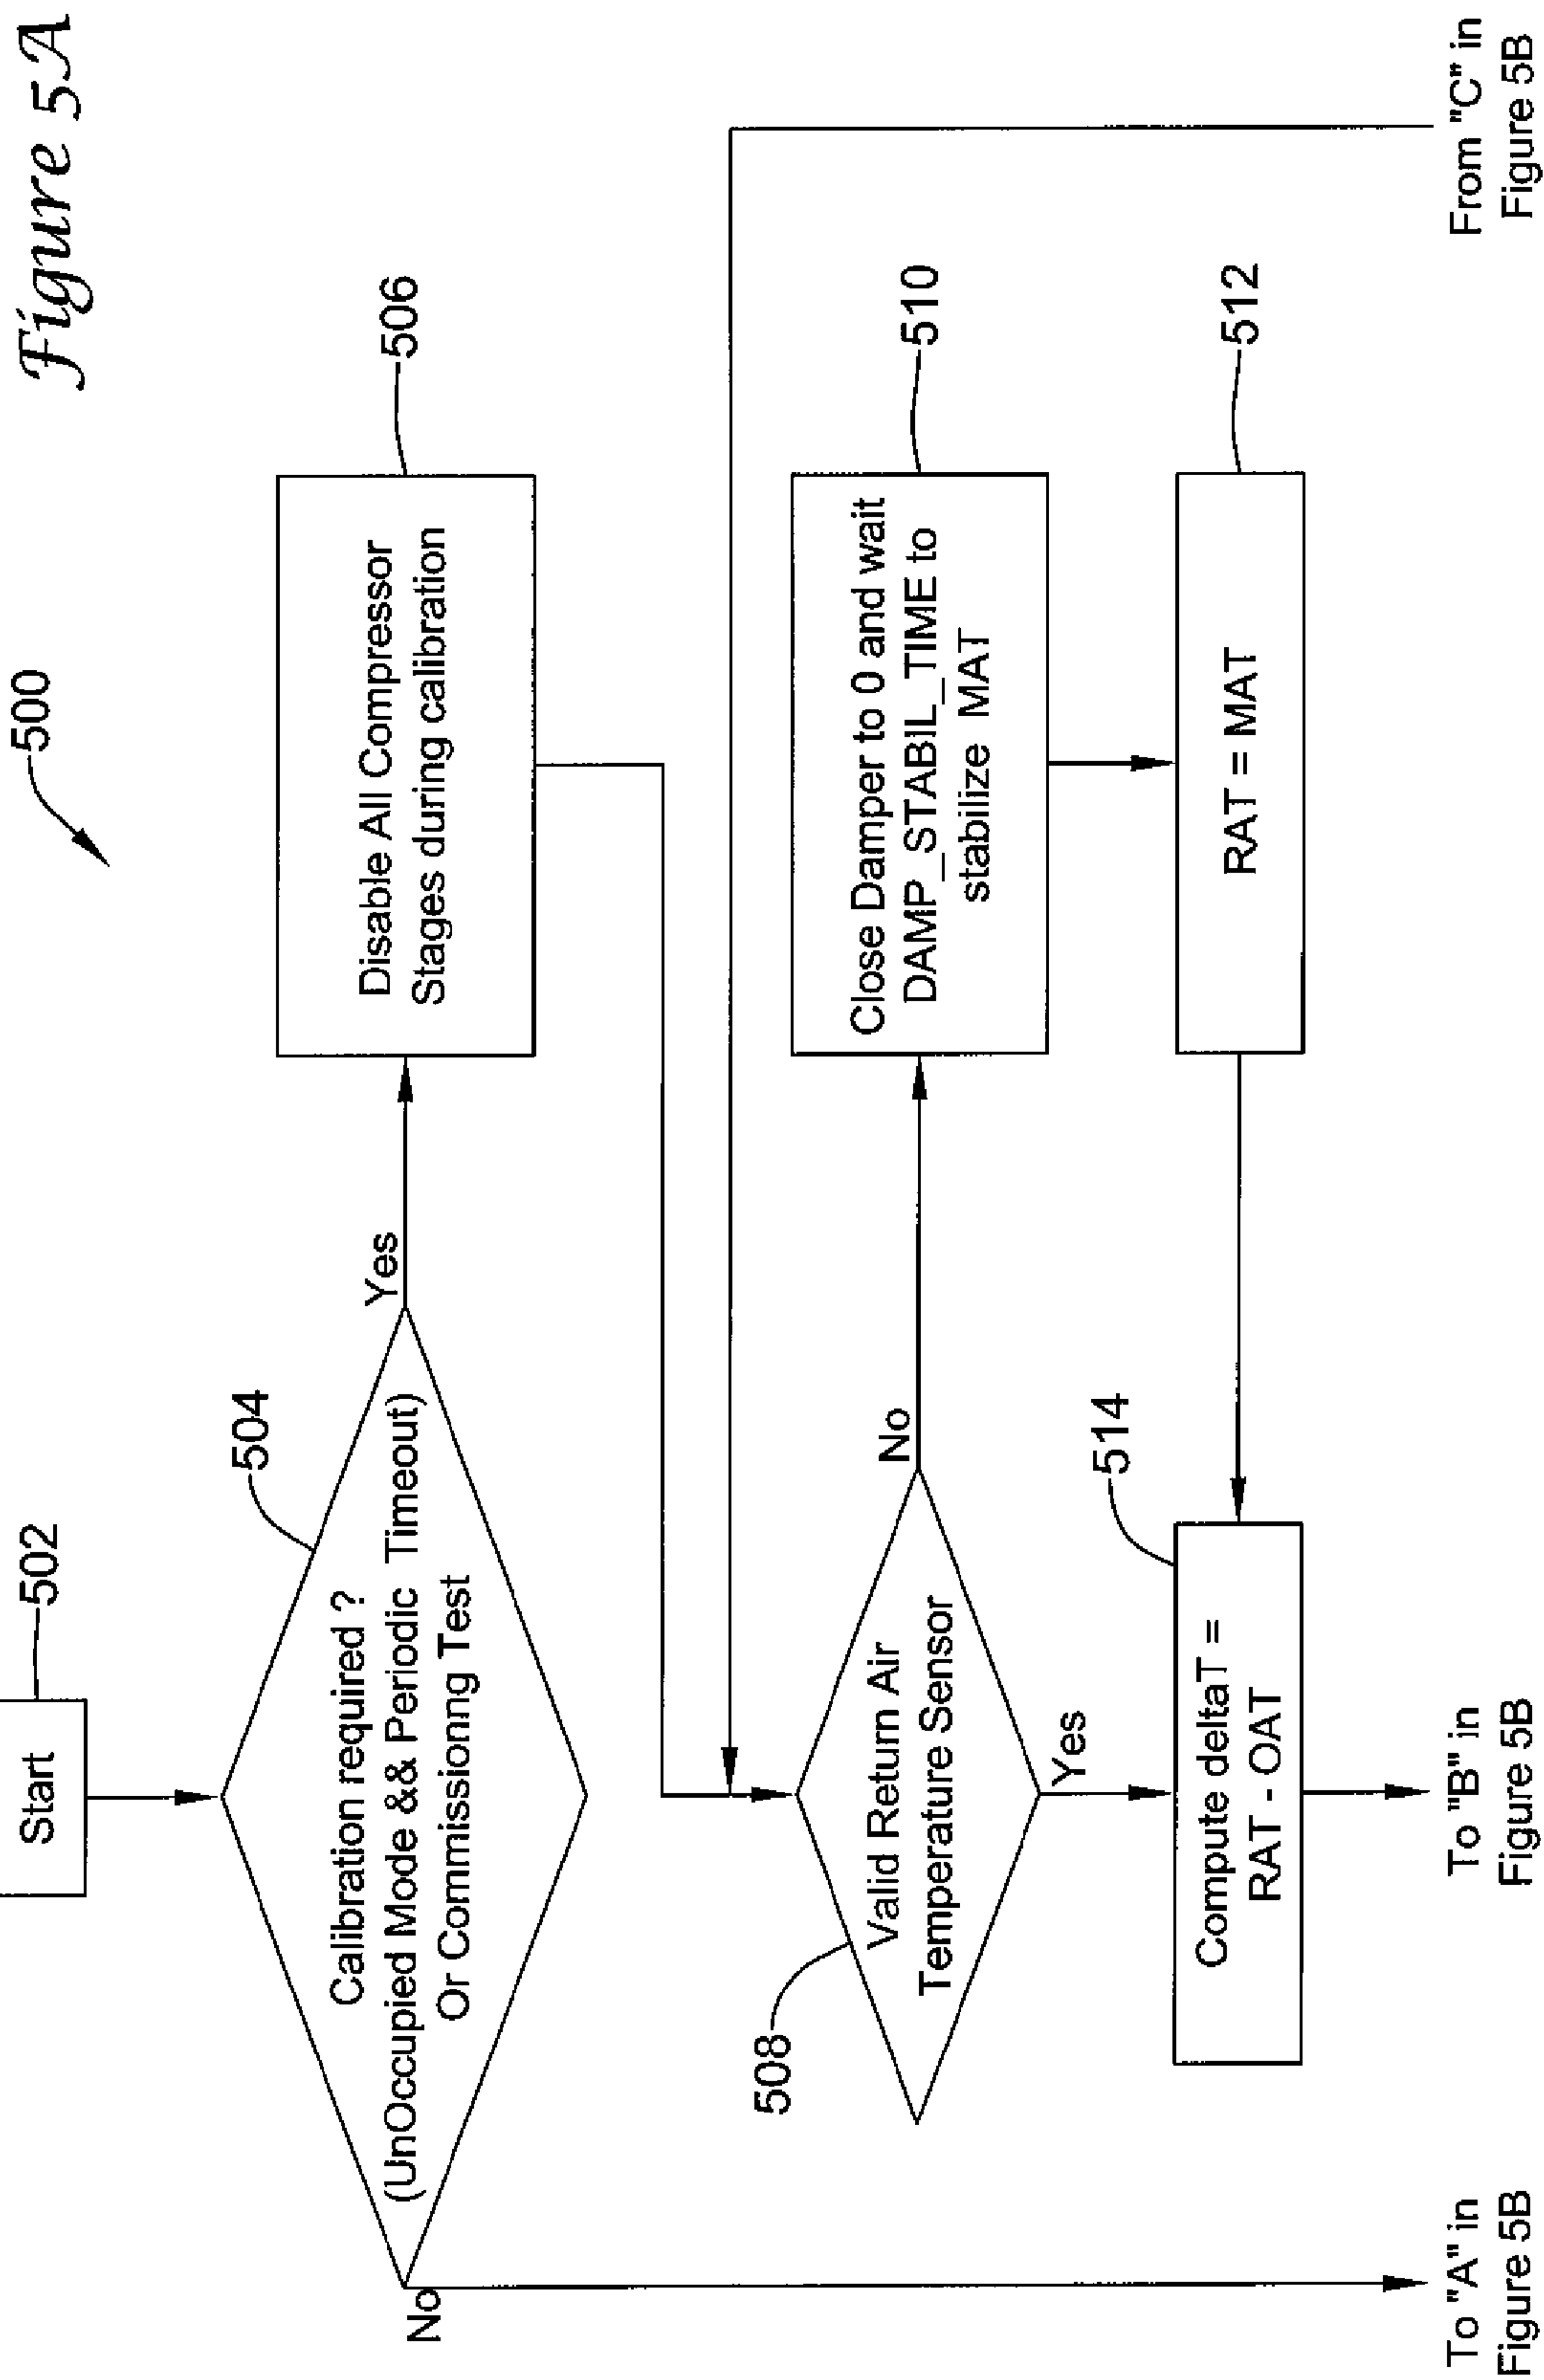 Figure 5A
500
Start
502
504
Calibration required ?
(UnOccupied Mode && Periodic Timeout)
Or Commissionng Test
Yes
No
Disable All Compressor
Stages during calibration
506
508
Valid Return Air
Temperature Sensor
No
Yes
Close Damper to 0 and wait
DAMP_STABIL_TIME to
stabilize MAT
510
RAT = MAT
512
514
Compute deltaT =
RAT - OAT
To "A" in
Figure 5B
To "B" in
Figure 5B
From "C" in
Figure 5B